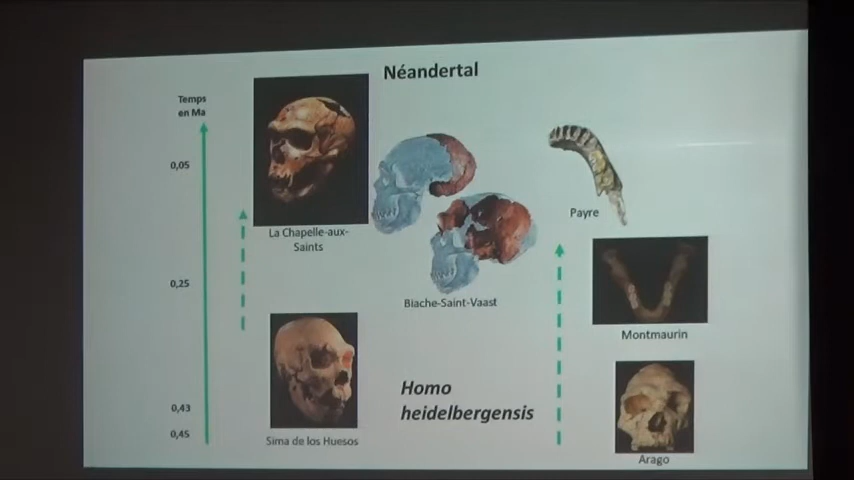 Néandertal
Temps
en Ma
0,05
0,25
0,43
0,45
La Chapelle-aux-
Saints
Biache-Saint-Vaast
Payre
Montmaurin
Sima de los Huesos
Homo
heidelbergensis
Arago